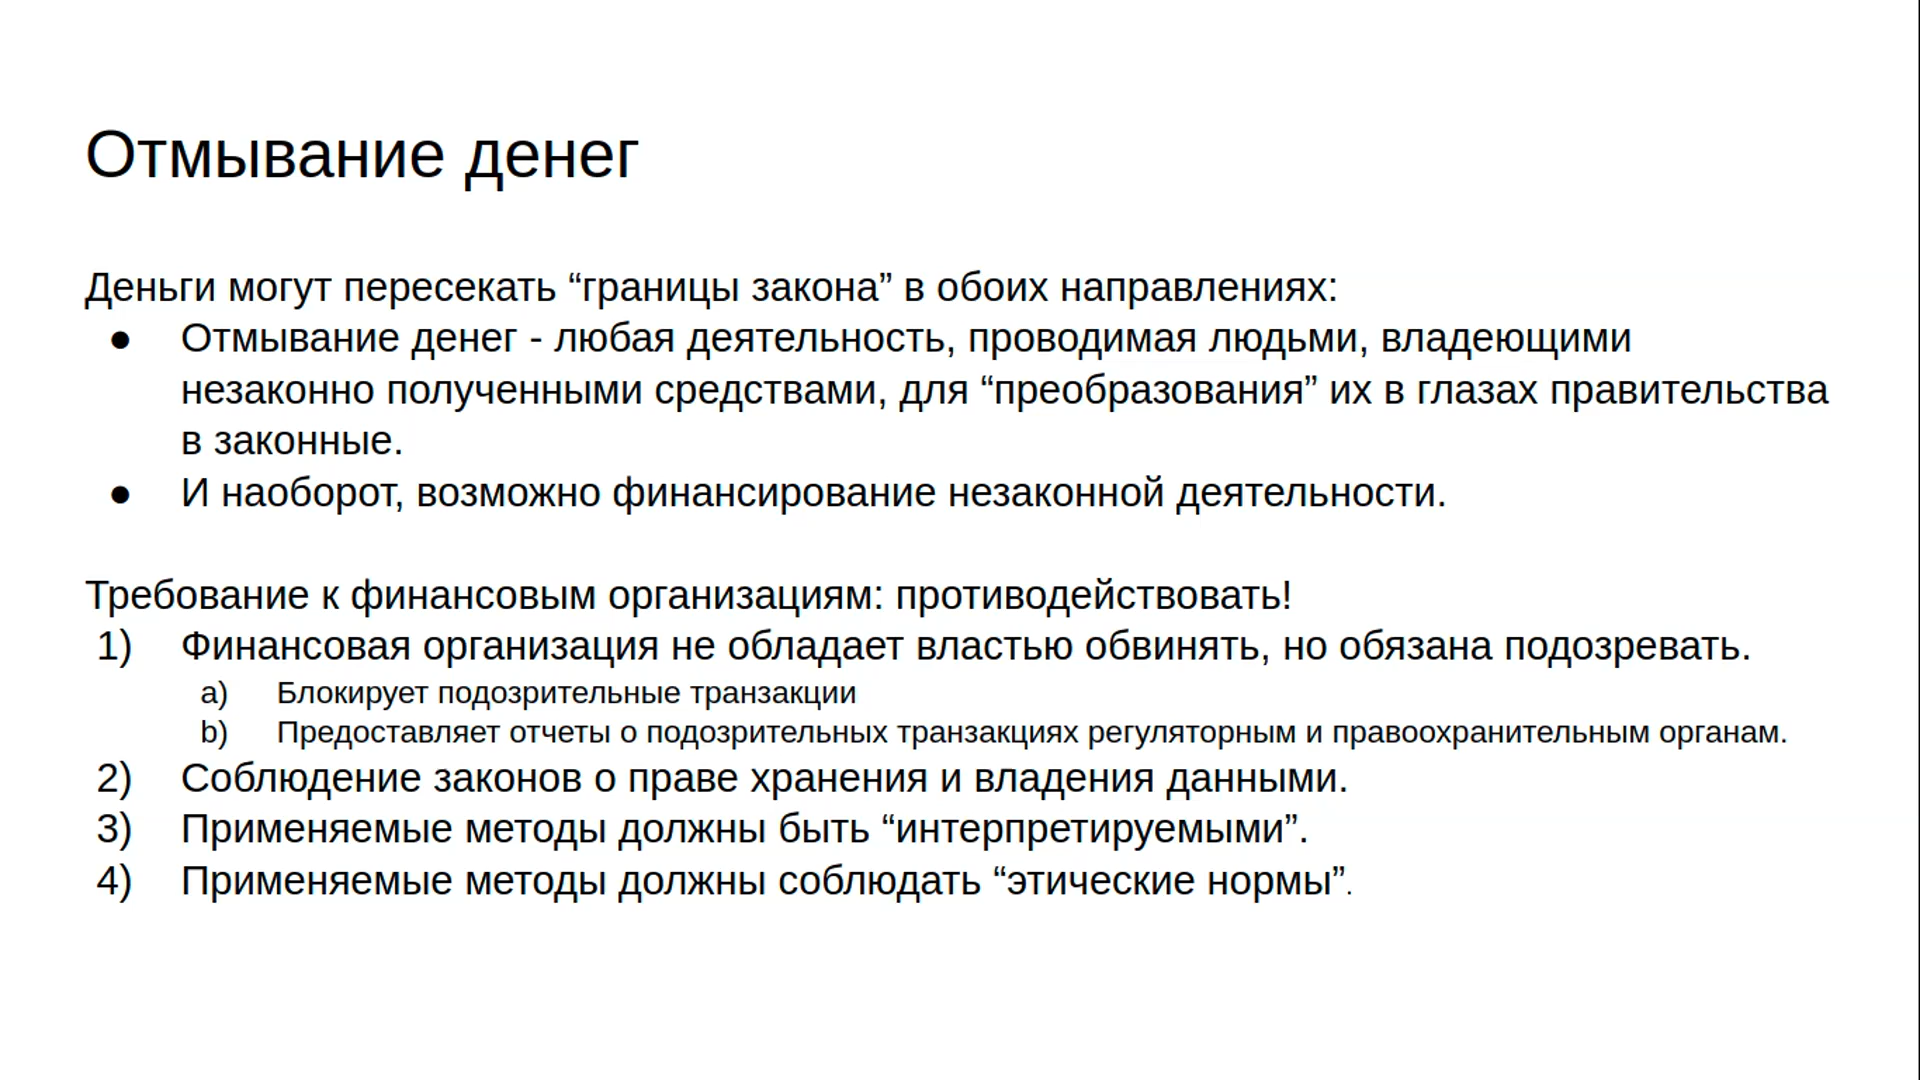 Отмывание денег
Деньги могут пересекать “границы закона” в обоих направлениях:
● Отмывание денег - любая деятельность, проводимая людьми, владеющими
незаконно полученными средствами, для “преобразования” их в глазах правительства
в законные.
● И наоборот, возможно финансирование незаконной деятельности.
Требование к финансовым организациям: противодействовать!
1) Финансовая организация не обладает властью обвинять, но обязана подозревать.
a) Блокирует подозрительные транзакции
b) Предоставляет отчеты о подозрительных транзакциях регуляторным и правоохранительным органам.
2) Соблюдение законов о праве хранения и владения данными.
3) Применяемые методы должны быть “интерпретируемыми”.
4) Применяемые методы должны соблюдать “этические нормы”.